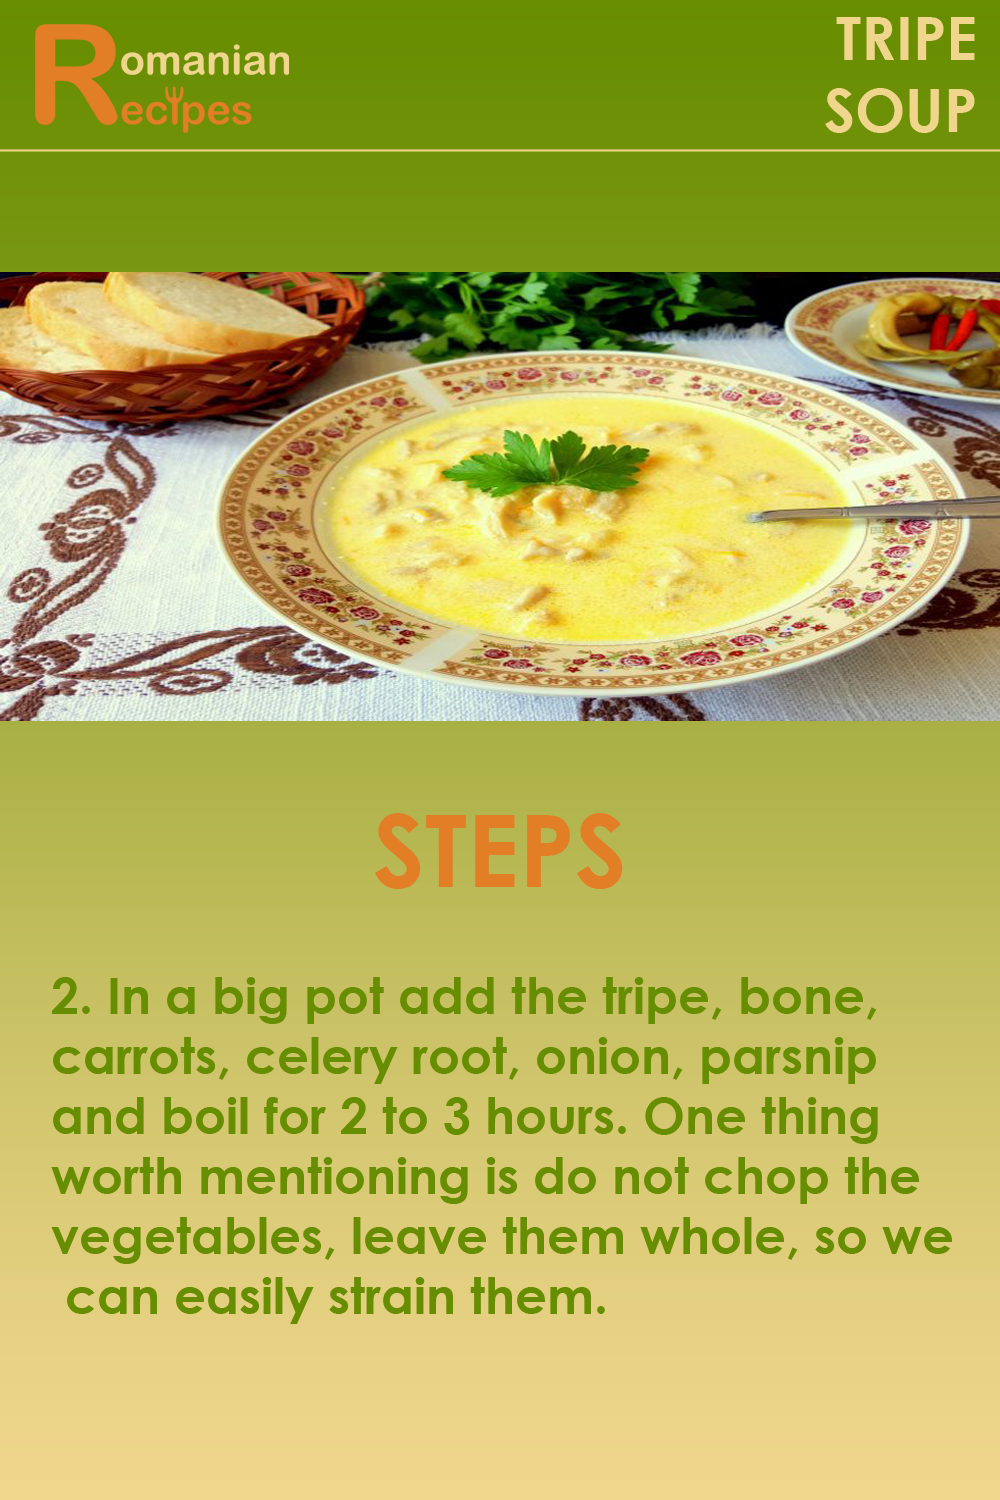 Romanian
Recipes
TRIPE
SOUP
STEPS
2. In a big pot add the tripe, bone,
carrots, celery root, onion, parsnip
and boil for 2 to 3 hours. One thing
worth mentioning is do not chop the
vegetables, leave them whole, so we
can easily strain them.